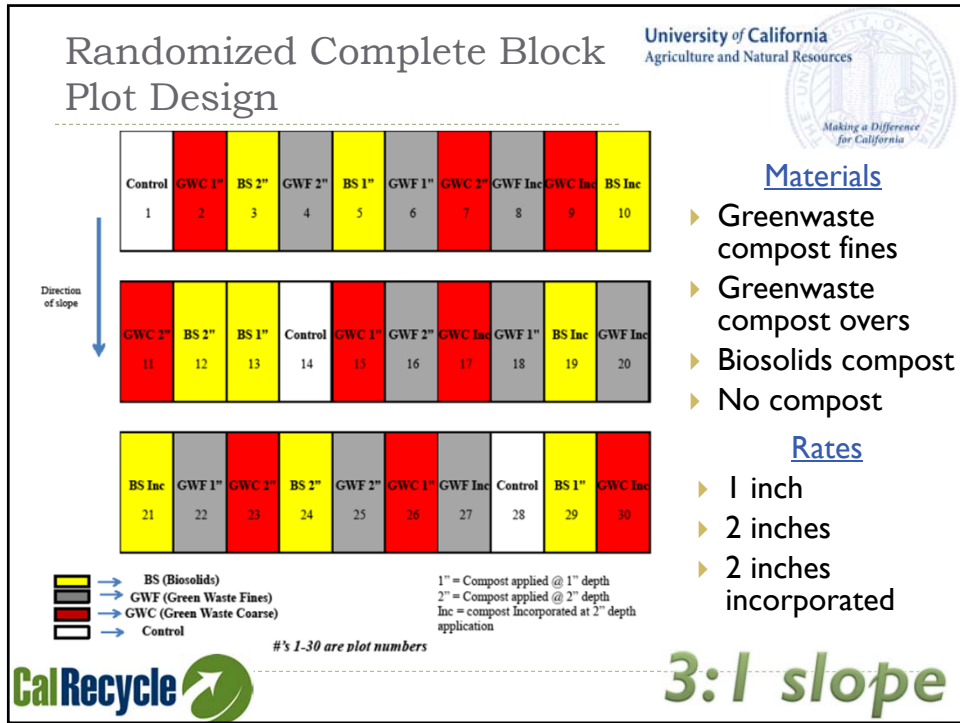 Randomized Complete Block
Plot Design
University of California
Agriculture and Natural Resources
THE UNIVERSITY OF CALIFORNIA
Making a Difference
for California
Control GWC 1” BS 2” GWF 2” BS 1” GWF 1” GWC 2” GWF Inc GWC Inc BS Inc
1 2 3 4 5 6 7 8 9 10
Direction
of slope
GWC 2” BS 2” BS 1” Control GWC 1” GWF 2” GWC Inc GWF 1” BS Inc GWF Inc
11 12 13 14 15 16 17 18 19 20
BS Inc GWF 1” GWC 2” BS 2” GWF 2” GWC 1” GWF Inc Control BS 1” GWC Inc
21 22 23 24 25 26 27 28 29 30
BS (Biosolids)
GWF (Green Waste Fines)
GWC (Green Waste Coarse)
Control
1” = Compost applied @ 1” depth
2” = Compost applied @ 2” depth
Inc = compost Incorporated at 2” depth
application
#'s 1-30 are plot numbers
Materials
Greenwaste
compost fines
Greenwaste
compost overs
Biosolids compost
No compost
Rates
1 inch
2 inches
2 inches
incorporated
CalRecycle
3:1 slope